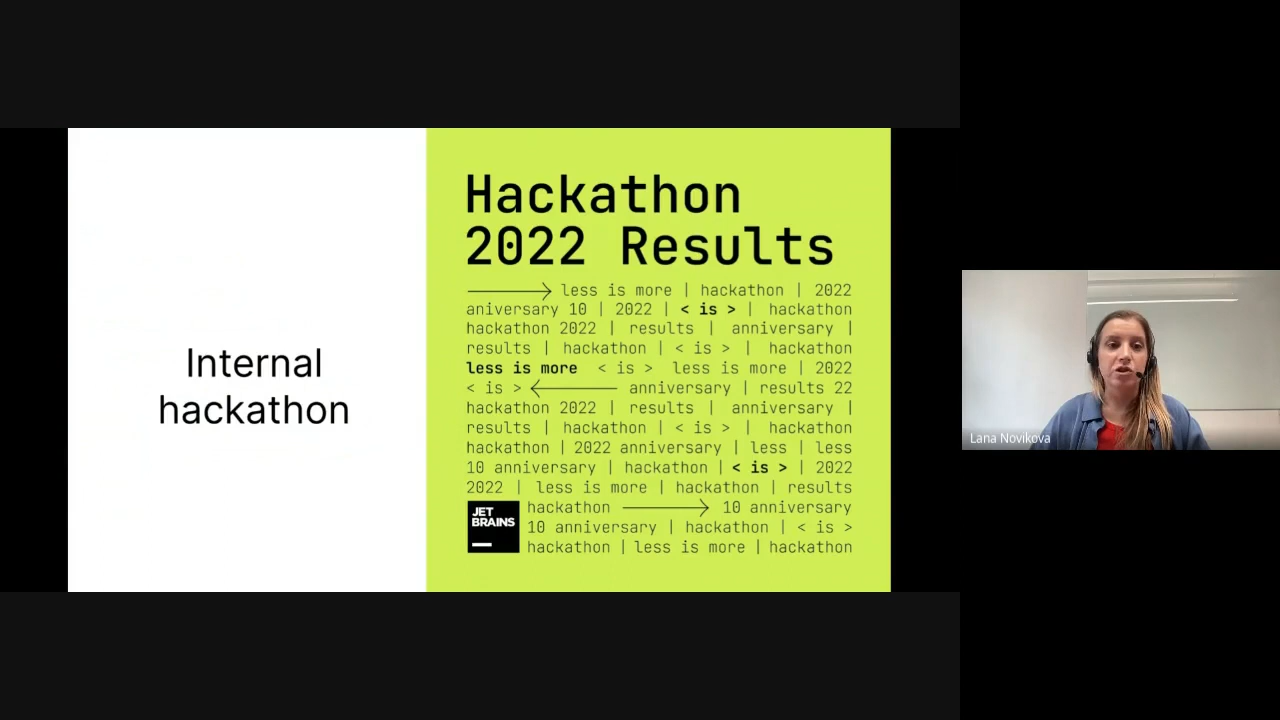 Internal
hackathon
Hackathon
2022 Results
less is more | hackathon | 2022
aniversary 10 | 2022 | < is > | hackathon
hackathon 2022 | results | anniversary |
results | hackathon | < is > | hackathon
less is more < is > less is more | 2022
< is > anniversary | results 22
hackathon 2022 | results | anniversary |
results | hackathon | < is > | hackathon
hackathon | 2022 anniversary | less | less
10 anniversary | hackathon | < is > | 2022
2022 | less is more | hackathon | results
hackathon 10 anniversary
10 anniversary | hackathon | < is >
hackathon | less is more | hackathon
JET
BRAINS
Lana Novikova